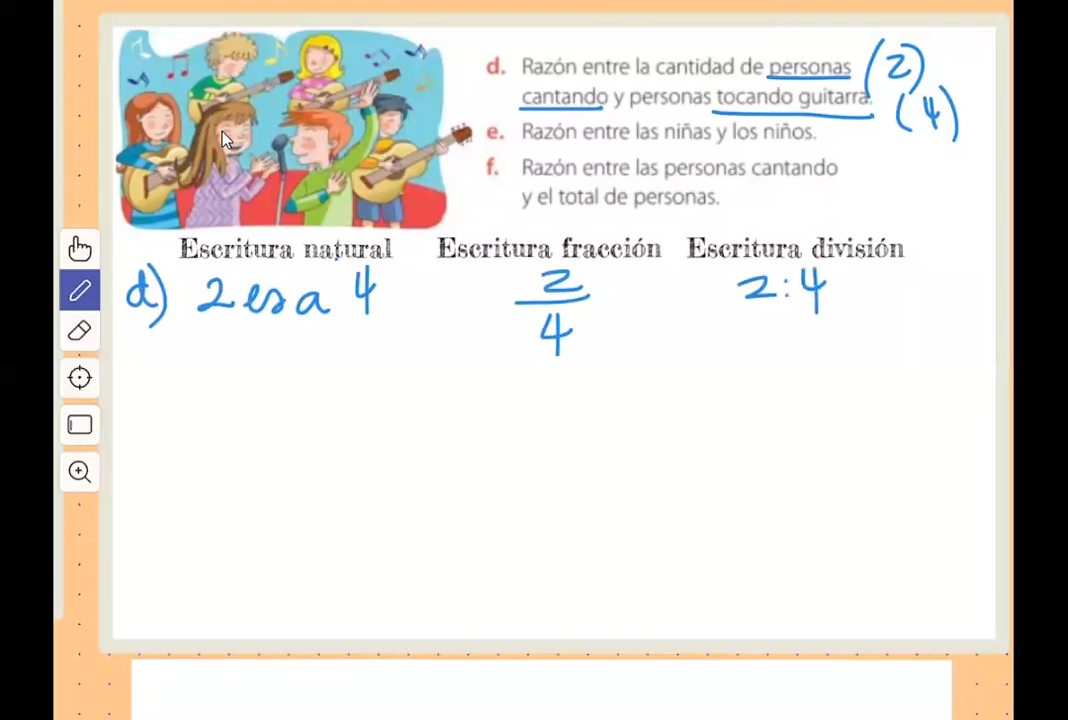 d. Razón entre la cantidad de personas (2)
cantando y personas tocando guitarra. (4)
e. Razón entre las niñas y los niños.
f. Razón entre las personas cantando
y el total de personas.
Escritura natural Escritura fracción Escritura división
d) 2 es a 4 2/4 2:4